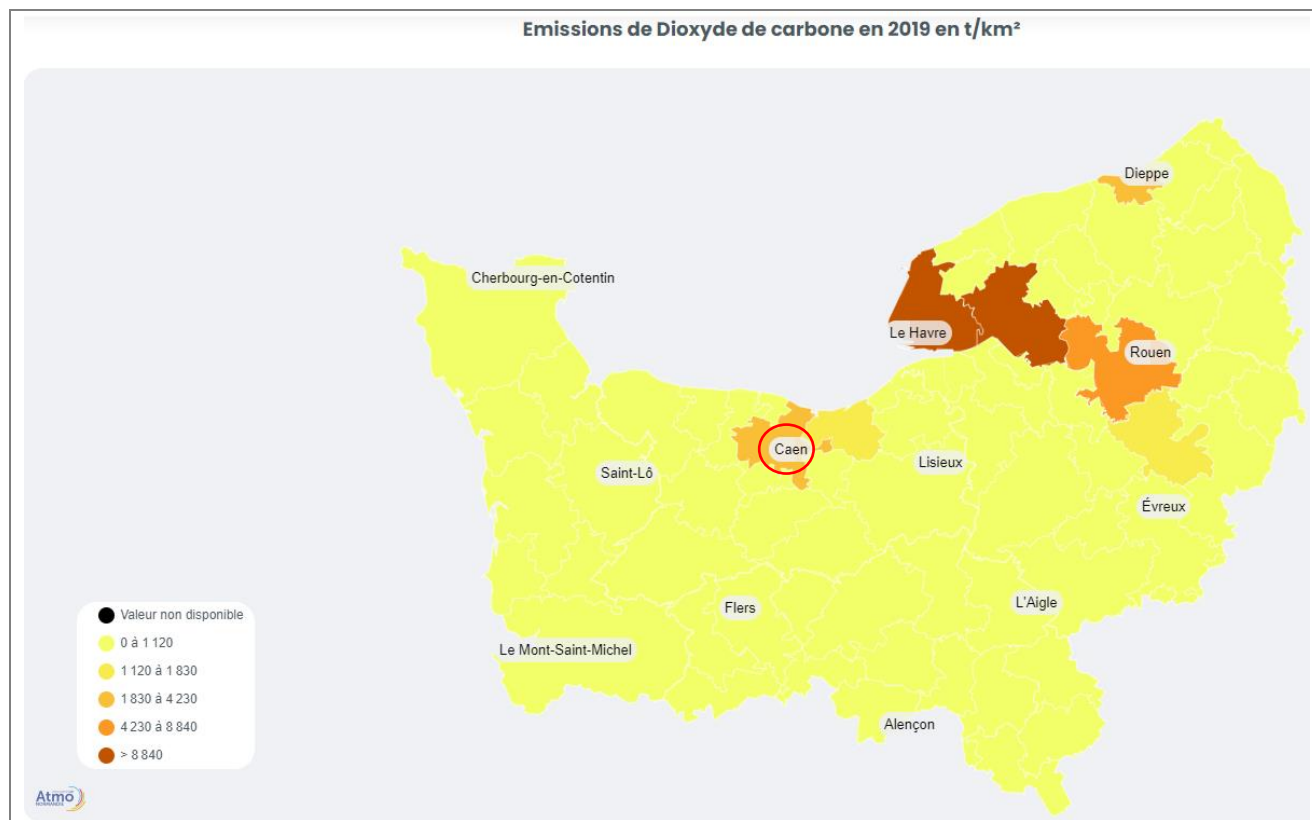 Emissions de Dioxyde de carbone en 2019 en t/km²
Dieppe
Cherbourg-en-Cotentin
Le Havre
Rouen
Caen
Lisieux
Saint-Lô
Évreux
Flers
L'Aigle
Le Mont-Saint-Michel
Alençon
Valeur non disponible
0 à 1 120
1 120 à 1 830
1 830 à 4 230
4 230 à 8 840
> 8 840
Atmo
NORMANDIE